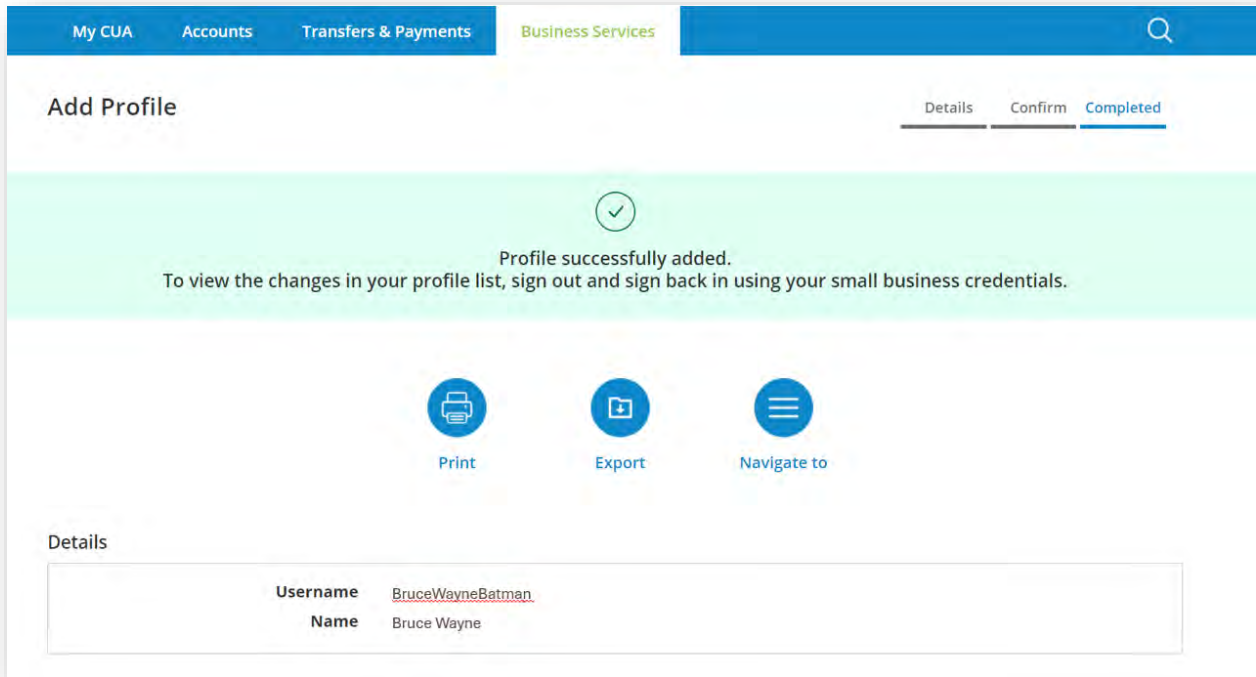 My CUA Accounts Transfers & Payments Business Services
Add Profile
Details Confirm Completed
Profile successfully added.
To view the changes in your profile list, sign out and sign back in using your small business credentials.
Print Export Navigate to
Details
Username BruceWayneBatman
Name Bruce Wayne